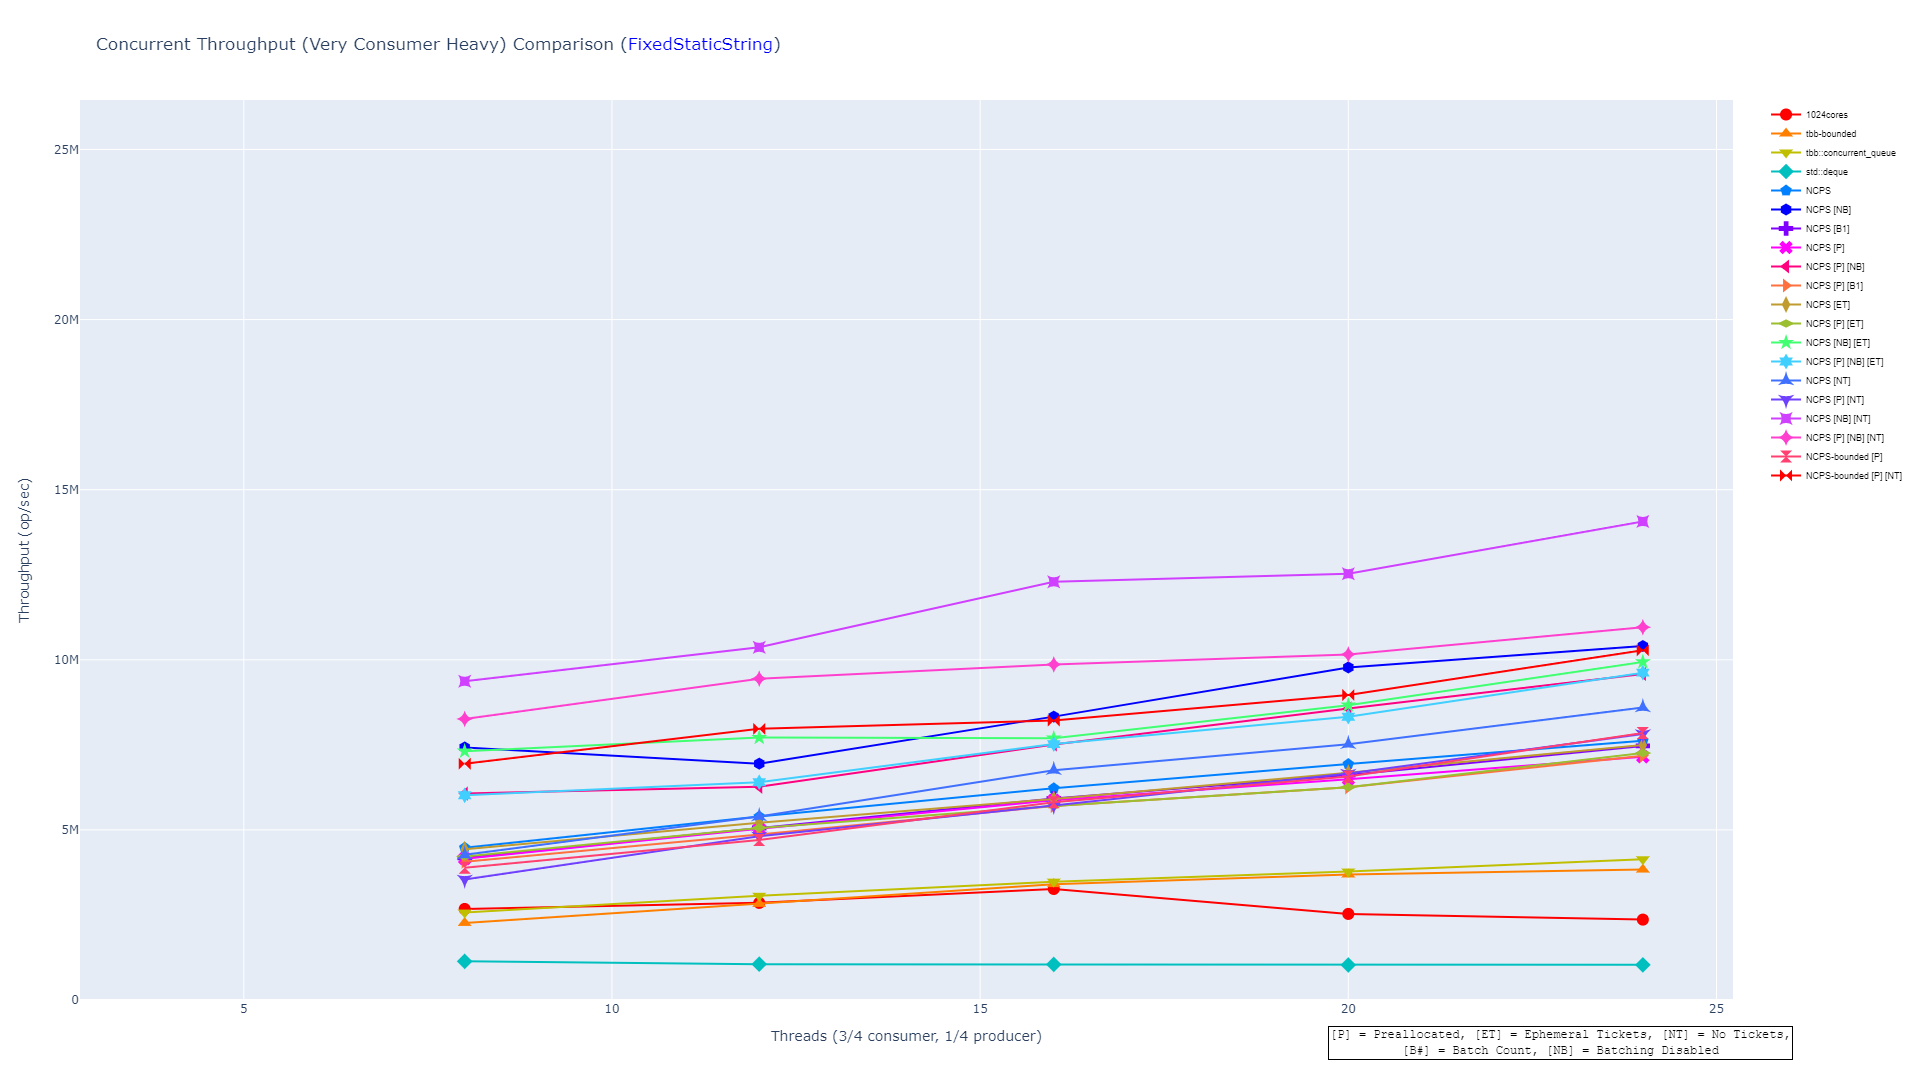 Concurrent Throughput (Very Consumer Heavy) Comparison (FixedStaticString)
Throughput (op/sec)
25M
20M
15M
10M
5M
0
5
10
15
20
25
Threads (3/4 consumer, 1/4 producer)
1024cores
tbb-bounded
tbb::concurrent_queue
std::deque
NCPS
NCPS [NB]
NCPS [B1]
NCPS [P]
NCPS [P] [NB]
NCPS [P] [B1]
NCPS [ET]
NCPS [P] [ET]
NCPS [NB] [ET]
NCPS [P] [NB] [ET]
NCPS [NT]
NCPS [P] [NT]
NCPS [NB] [NT]
NCPS [P] [NB] [NT]
NCPS-bounded [P]
NCPS-bounded [P] [NT]
[P] = Preallocated, [ET] = Ephemeral Tickets, [NT] = No Tickets,
[B#] = Batch Count, [NB] = Batching Disabled